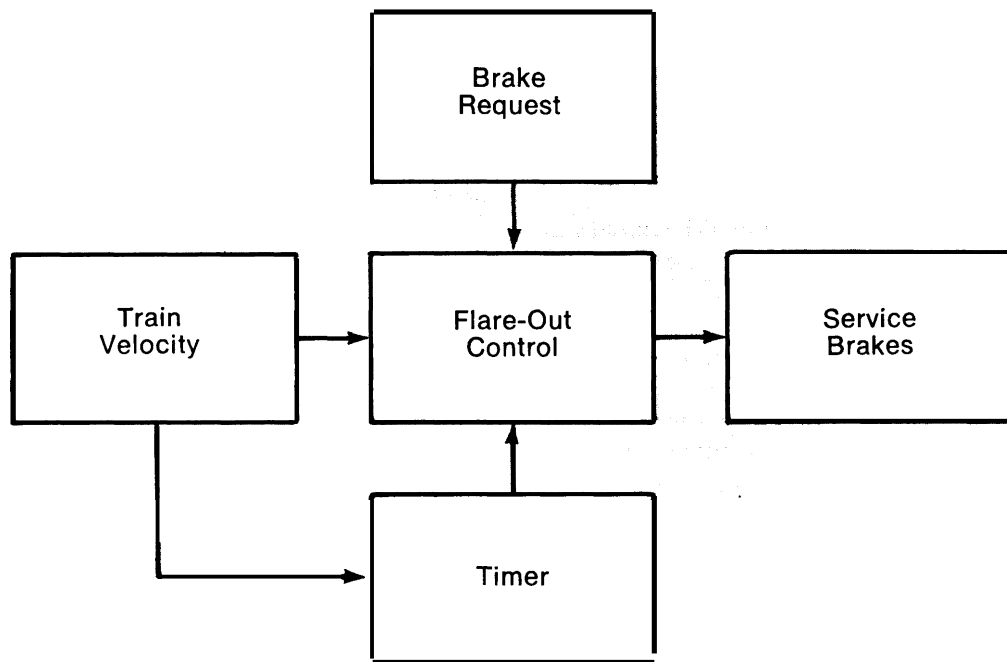 Brake
Request
Train
Velocity
Flare-Out
Control
Service
Brakes
Timer